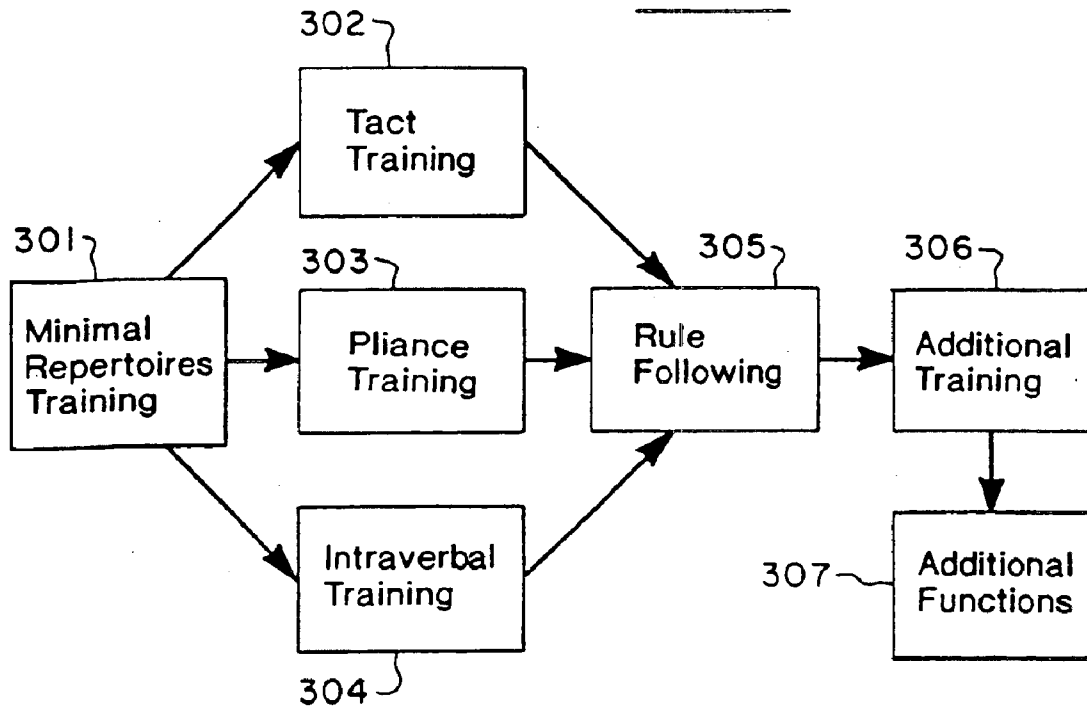 302
Tact
Training
301
Minimal
Repertoires
Training
303
Pliance
Training
304
Intraverbal
Training
305
Rule
Following
306
Additional
Training
307
Additional
Functions